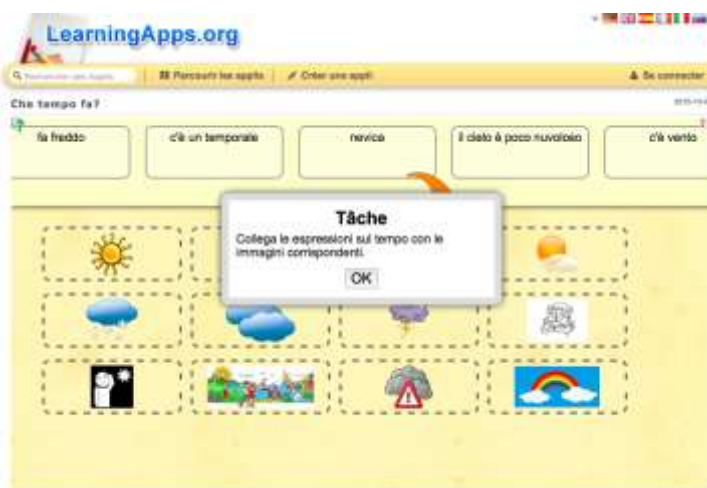 LearningApps.org
Parcourir les applis
Créer une appli
Se connecter
Che tempo fa?
fa freddo
c'è un temporale
nevica
il cielo è poco nuvoloso
c'è vento
Tâche
Collega le espressioni sul tempo con le
immagini corrispondenti.
OK